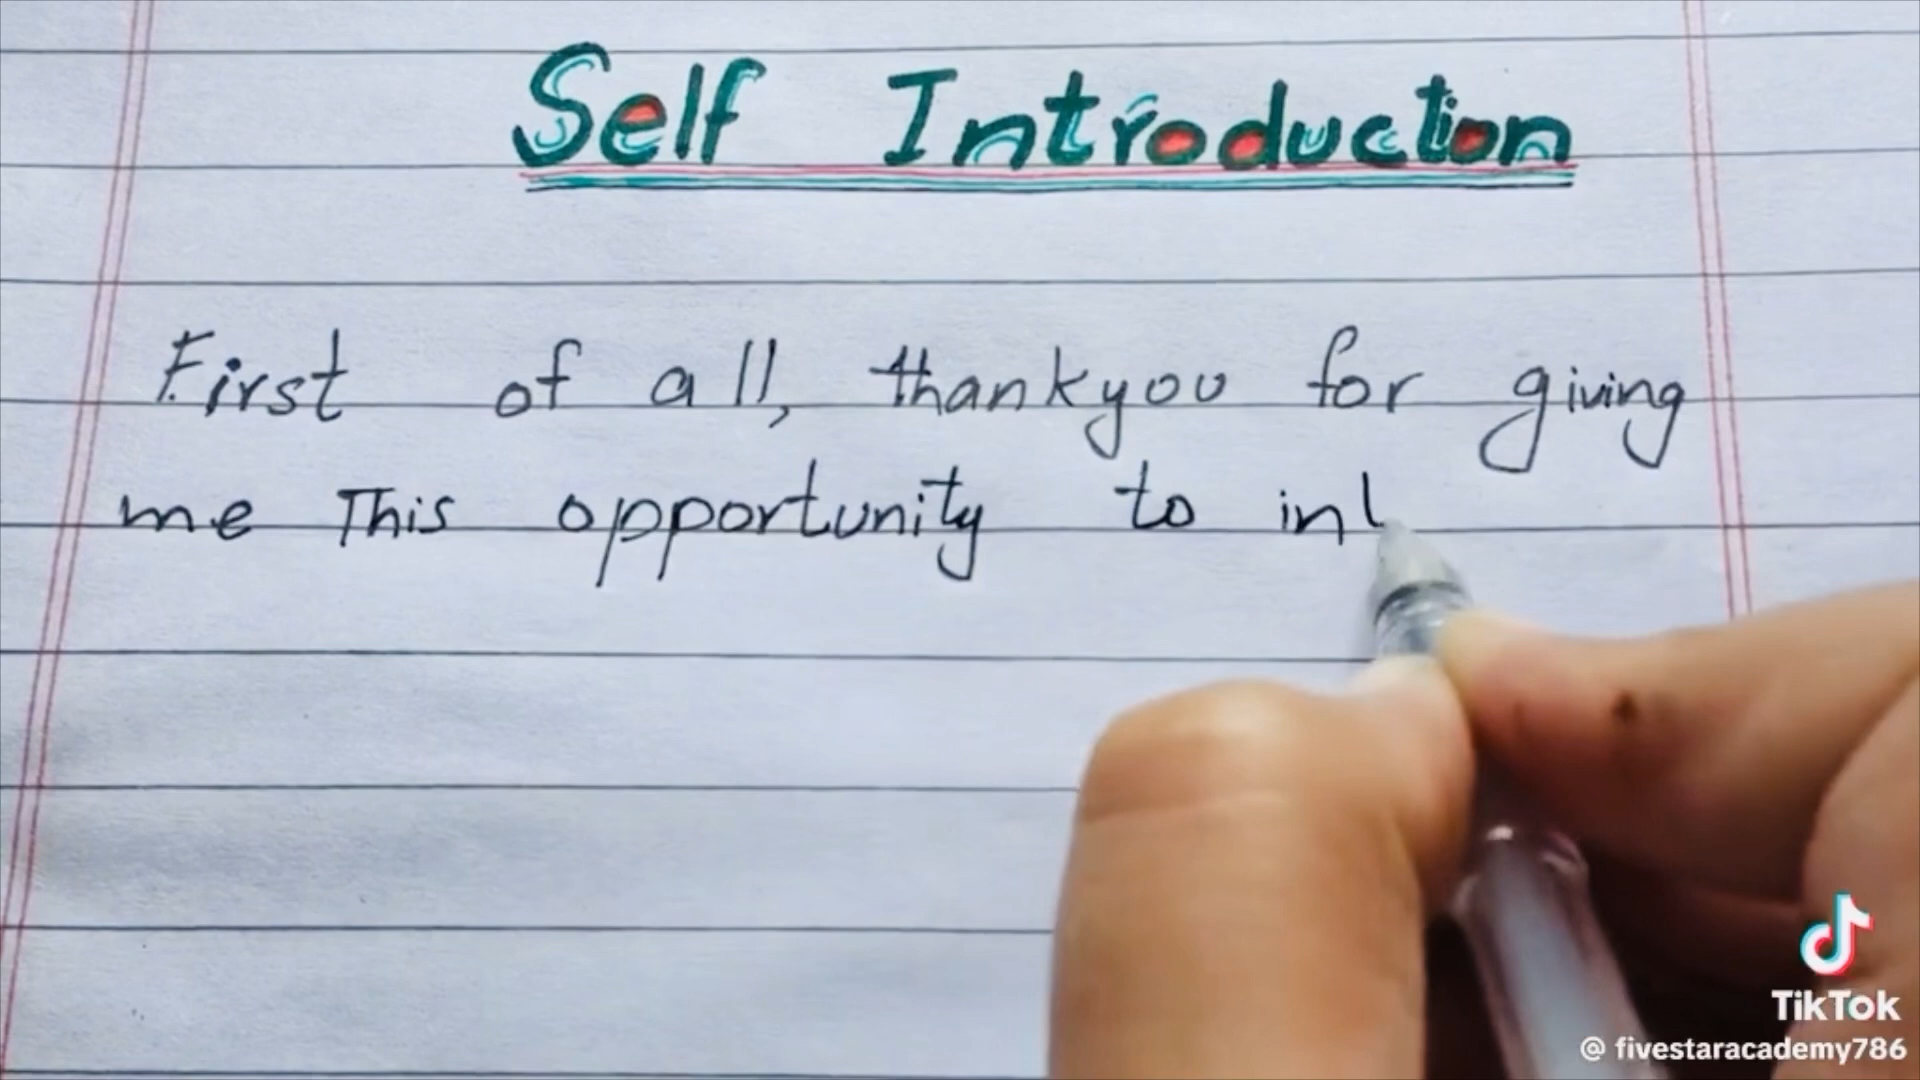 Self Introduction
First of all, thankyou for giving
me This opportunity to in
TikTok
@ fivestaracademy786